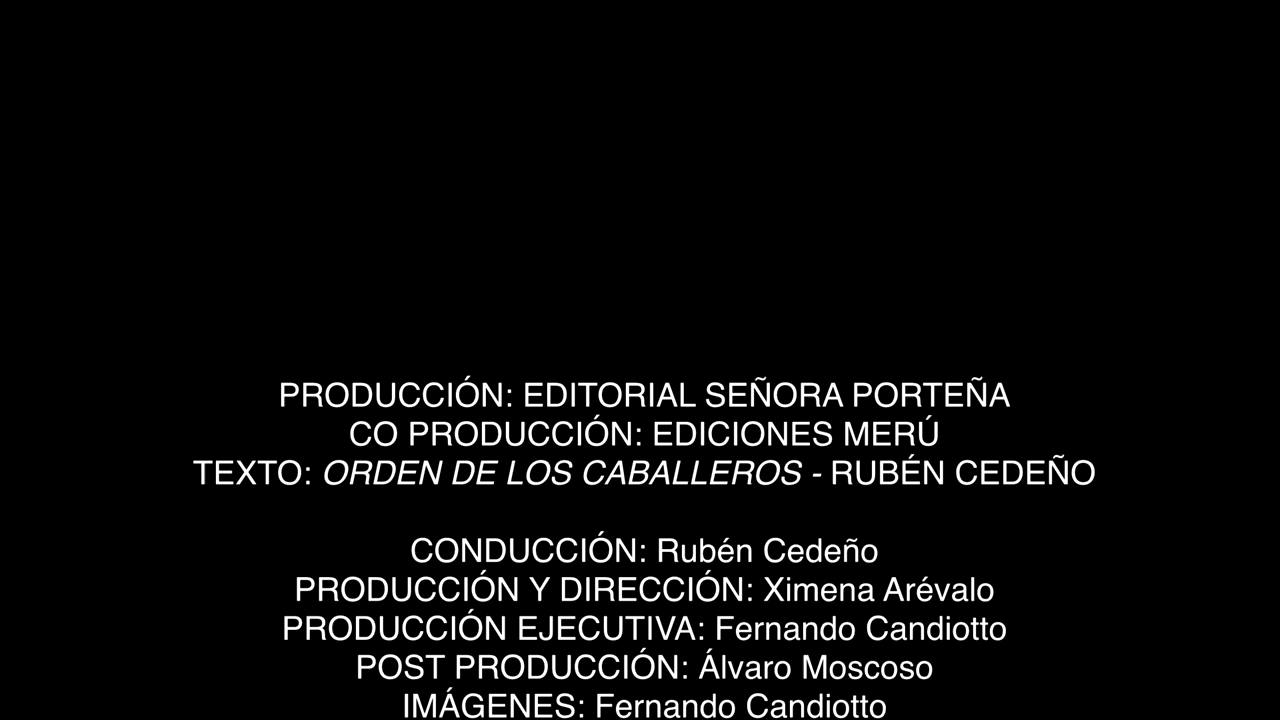 PRODUCCIÓN: EDITORIAL SEÑORA PORTEÑA
CO PRODUCCIÓN: EDICIONES MERÚ
TEXTO: ORDEN DE LOS CABALLEROS - RUBÉN CEDEÑO
CONDUCCIÓN: Rubén Cedeño
PRODUCCIÓN Y DIRECCIÓN: Ximena Arévalo
PRODUCCIÓN EJECUTIVA: Fernando Candiotto
POST PRODUCCIÓN: Álvaro Moscoso
IMÁGENES: Fernando Candiotto